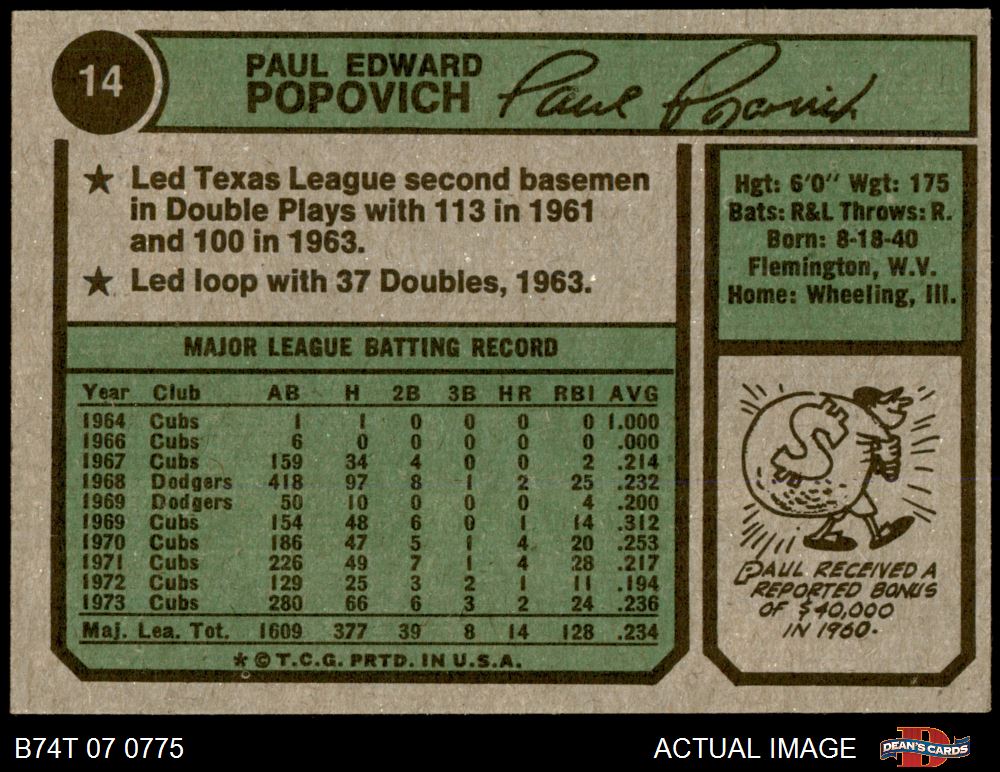 14
PAUL EDWARD
POPOVICH
Paul Popovich
★ Led Texas League second basemen
in Double Plays with 113 in 1961
and 100 in 1963.
★ Led loop with 37 Doubles, 1963.
Hgt: 6'0" Wgt: 175
Bats: R&L Throws: R.
Born: 8-18-40
Flemington, W.V.
Home: Wheeling, Ill.
MAJOR LEAGUE BATTING RECORD
Year Club AB H 2B 3B HR RBI AVG
1964 Cubs 1 1 0 0 0 0 1.000
1966 Cubs 6 0 0 0 0 0 .000
1967 Cubs 159 34 4 0 0 2 .214
1968 Dodgers 418 97 8 1 2 25 .232
1969 Dodgers 50 10 0 0 0 4 .200
1969 Cubs 154 48 6 0 1 14 .312
1970 Cubs 186 47 5 1 4 20 .253
1971 Cubs 226 49 7 1 4 28 .217
1972 Cubs 129 25 3 2 1 11 .194
1973 Cubs 280 66 6 3 2 24 .236
Maj. Lea. Tot. 1609 377 39 8 14 128 .234
★ © T.C.G. PRTD. IN U.S.A.
$
PAUL RECEIVED A
REPORTED BONUS
OF $40,000
IN 1960.
B74T 07 0775
ACTUAL IMAGE
D
DEAN'S CARDS